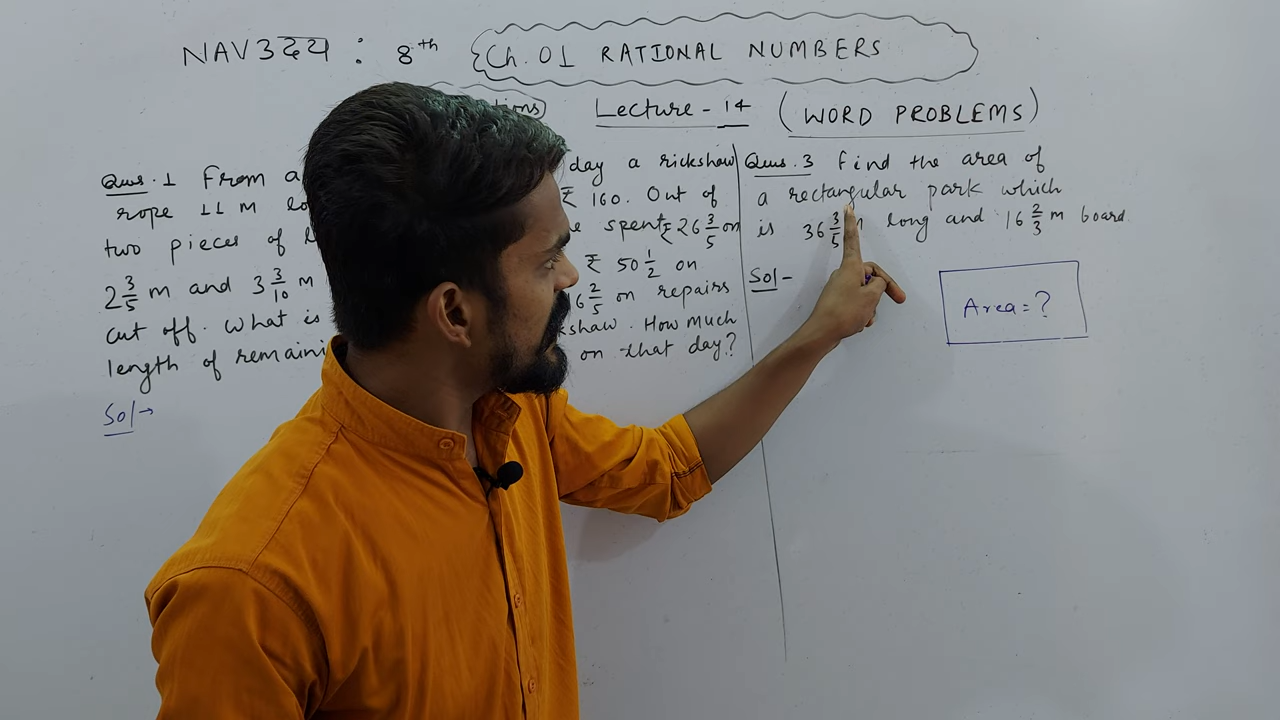 NAV3244 : 8th
Ch. 01 RATIONAL NUMBERS
tions)
Lecture - 14 (WORD PROBLEMS)
Ques. 1 From a
rope 11 m lo
two pieces of l
2 3/5 m and 3 3/10 m
cut off. What is
length of remaini
Sol→
day a rickshaw
₹ 160. Out of
e spent ₹ 26 3/5 on
₹ 50 1/2 on
6 2/5 on repairs
kshaw. How much
on that day?
Ques. 3 Find the area of
a rectangular park which
is 36 3/5 m long and 16 2/3 m board.
Sol-
Area = ?